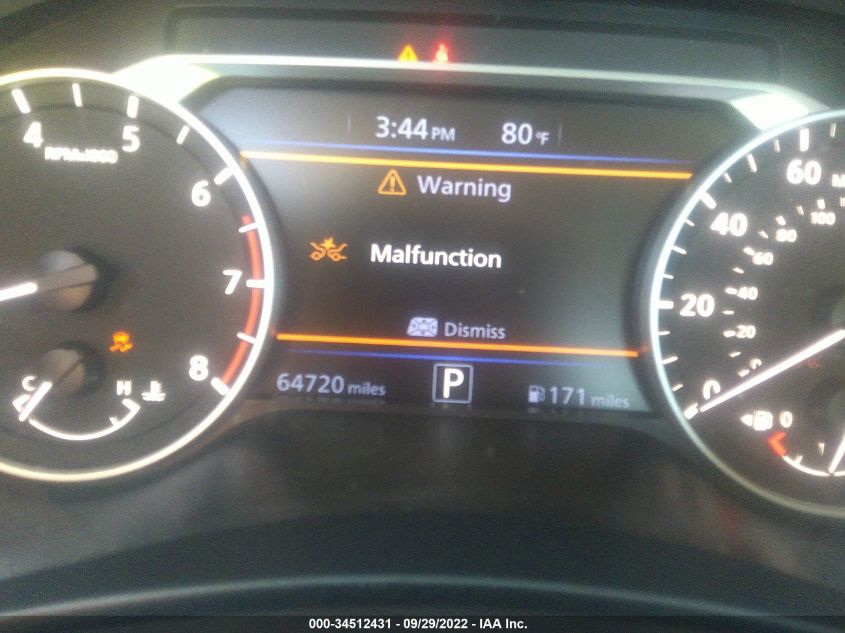 3:44 PM 80°F
Warning
Malfunction
Dismiss
64720 miles P 171 miles
4 5 6 7 8
RPMx1000
C H
0 20 40 60
20 40 60 80 100
0
000-34512431 - 09/29/2022 - IAA Inc.